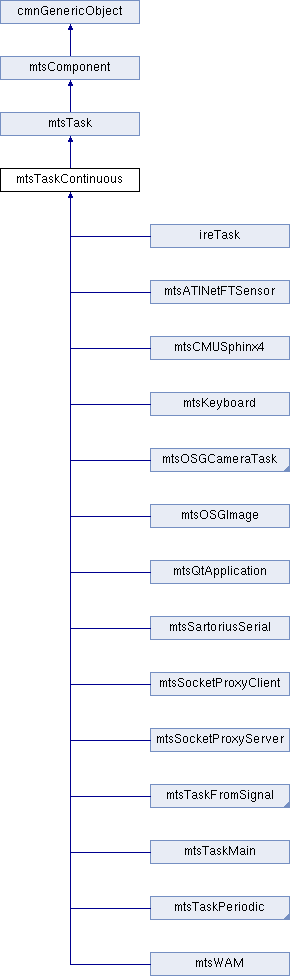 cmnGenericObject
mtsComponent
mtsTask
mtsTaskContinuous
ireTask
mtsATINetFTSensor
mtsCMUSphinx4
mtsKeyboard
mtsOSGCameraTask
mtsOSGImage
mtsQtApplication
mtsSartoriusSerial
mtsSocketProxyClient
mtsSocketProxyServer
mtsTaskFromSignal
mtsTaskMain
mtsTaskPeriodic
mtsWAM